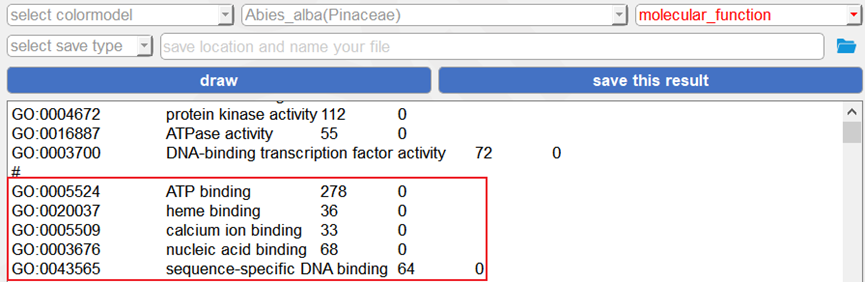 select colormodel Abies_alba(Pinaceae) molecular_function
select save type save location and name your file
draw save this result
GO:0004672 protein kinase activity 112 0
GO:0016887 ATPase activity 55 0
GO:0003700 DNA-binding transcription factor activity 72 0
#
GO:0005524 ATP binding 278 0
GO:0020037 heme binding 36 0
GO:0005509 calcium ion binding 33 0
GO:0003676 nucleic acid binding 68 0
GO:0043565 sequence-specific DNA binding 64 0